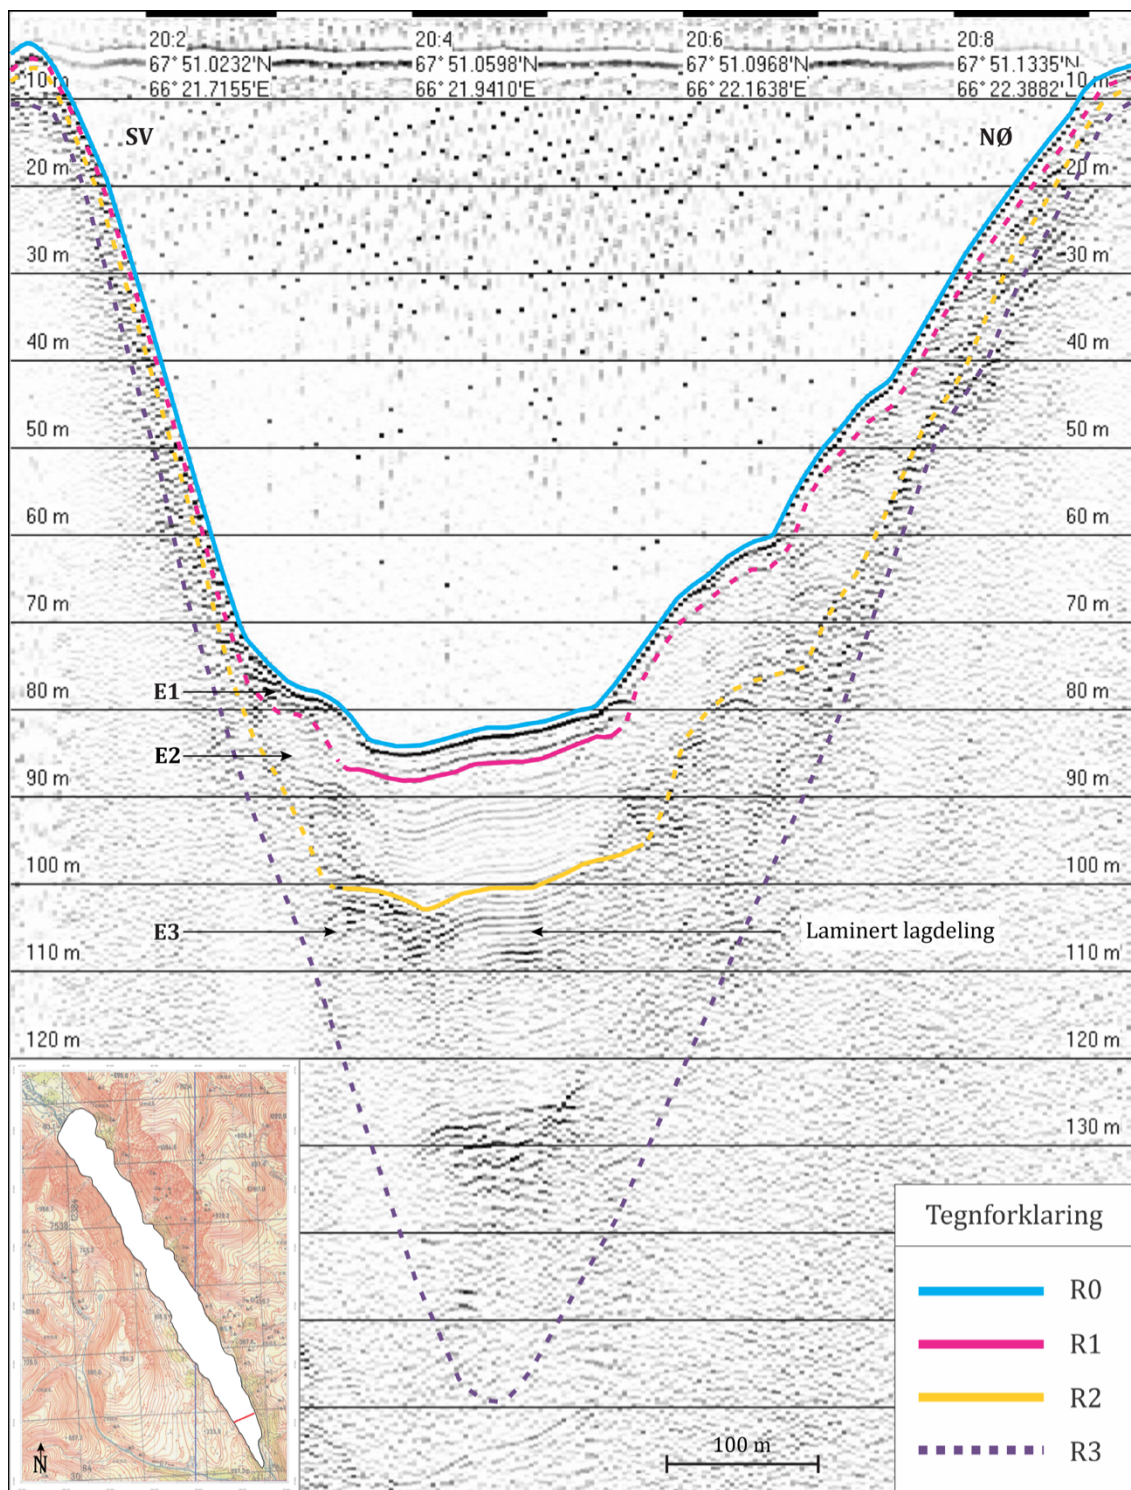 20:2 20:4 20:6 20:8
67° 51.0232'N 67° 51.0598'N 67° 51.0968'N 67° 51.1335'N
66° 21.7155'E 66° 21.9410'E 66° 22.1638'E 66° 22.3882'
10 m 10 m
SV NØ
20 m 20 m
30 m 30 m
40 m 40 m
50 m 50 m
60 m 60 m
70 m 70 m
E1 80 m 80 m
E2
90 m 90 m
100 m 100 m
E3 Laminert lagdeling
110 m 110 m
120 m 120 m
130 m
Tegnforklaring
R0
R1
R2
R3
100 m
N